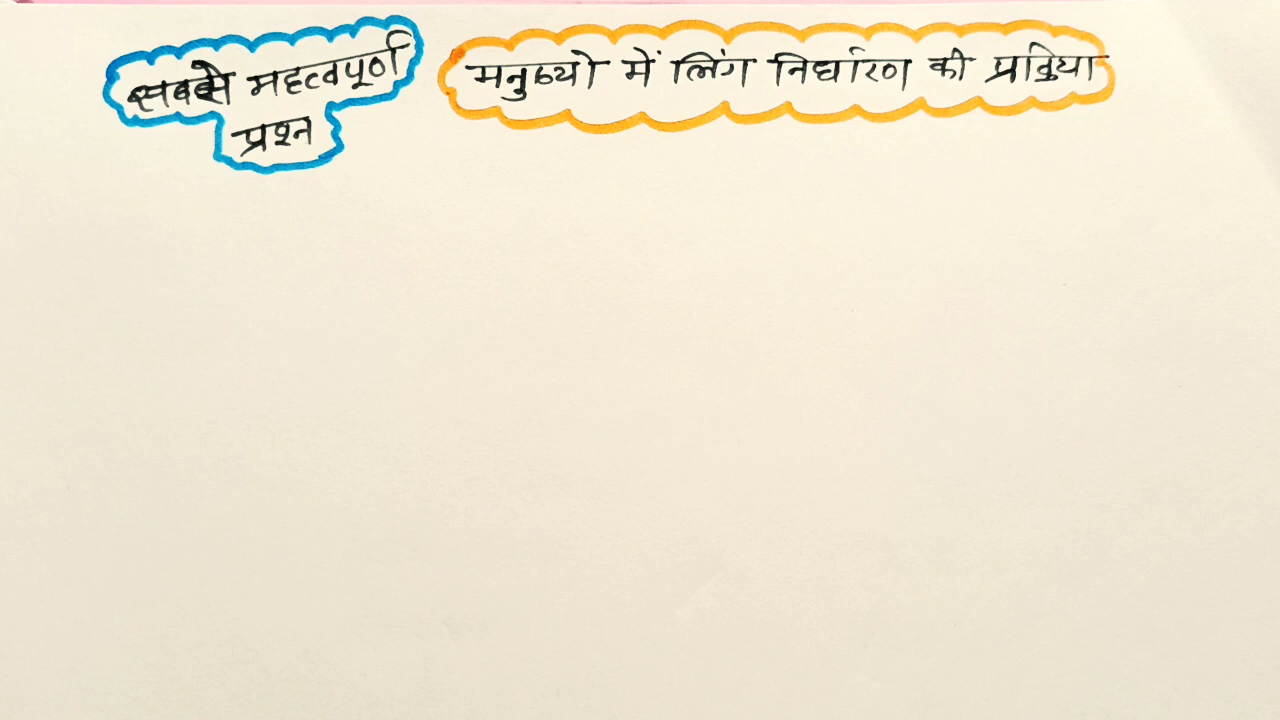 सबसे महत्वपूर्ण
प्रश्न
मनुष्यो में लिंग निर्धारण की प्रक्रिया